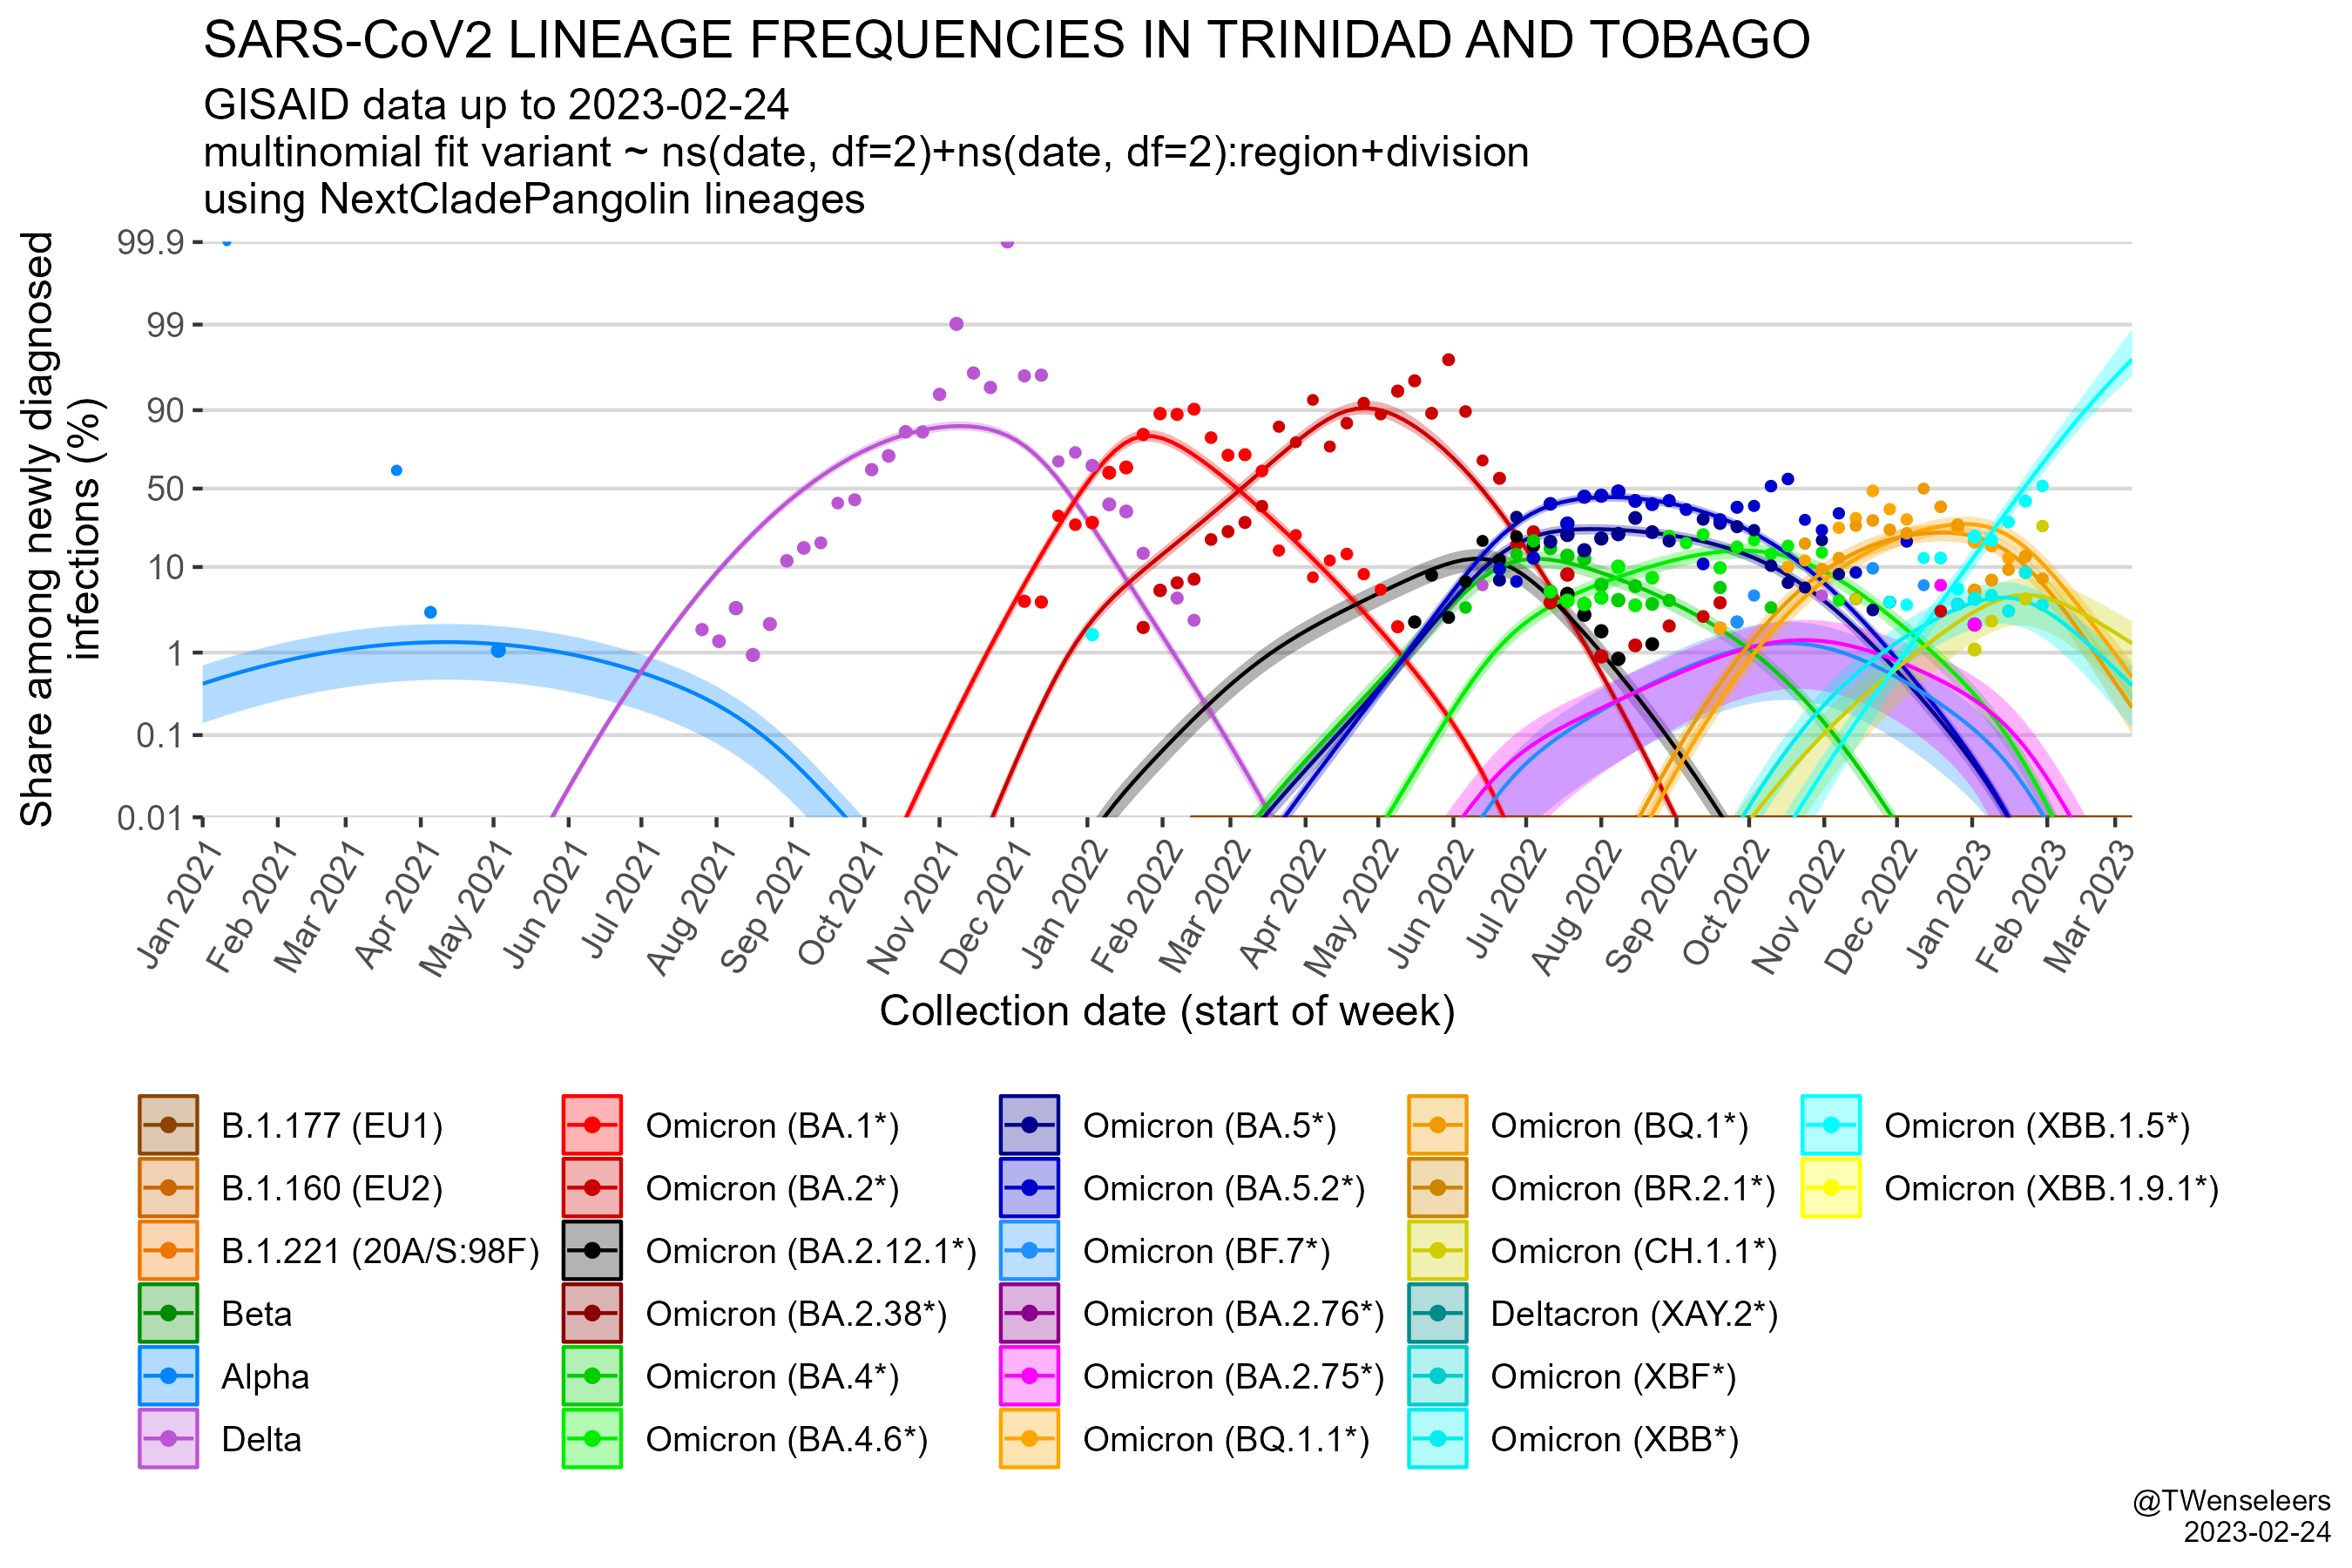 SARS-CoV2 LINEAGE FREQUENCIES IN TRINIDAD AND TOBAGO
GISAID data up to 2023-02-24
multinomial fit variant ~ ns(date, df=2)+ns(date, df=2):region+division
using NextCladePangolin lineages
Share among newly diagnosed
infections (%)
99.9
99
90
50
10
1
0.1
0.01
Jan 2021
Feb 2021
Mar 2021
Apr 2021
May 2021
Jun 2021
Jul 2021
Aug 2021
Sep 2021
Oct 2021
Nov 2021
Dec 2021
Jan 2022
Feb 2022
Mar 2022
Apr 2022
May 2022
Jun 2022
Jul 2022
Aug 2022
Sep 2022
Oct 2022
Nov 2022
Dec 2022
Jan 2023
Feb 2023
Mar 2023
Collection date (start of week)
B.1.177 (EU1)
B.1.160 (EU2)
B.1.221 (20A/S:98F)
Beta
Alpha
Delta
Omicron (BA.1*)
Omicron (BA.2*)
Omicron (BA.2.12.1*)
Omicron (BA.2.38*)
Omicron (BA.4*)
Omicron (BA.4.6*)
Omicron (BA.5*)
Omicron (BA.5.2*)
Omicron (BF.7*)
Omicron (BA.2.76*)
Omicron (BA.2.75*)
Omicron (BQ.1.1*)
Omicron (BQ.1*)
Omicron (BR.2.1*)
Omicron (CH.1.1*)
Deltacron (XAY.2*)
Omicron (XBF*)
Omicron (XBB*)
Omicron (XBB.1.5*)
Omicron (XBB.1.9.1*)
@TWenseleers
2023-02-24